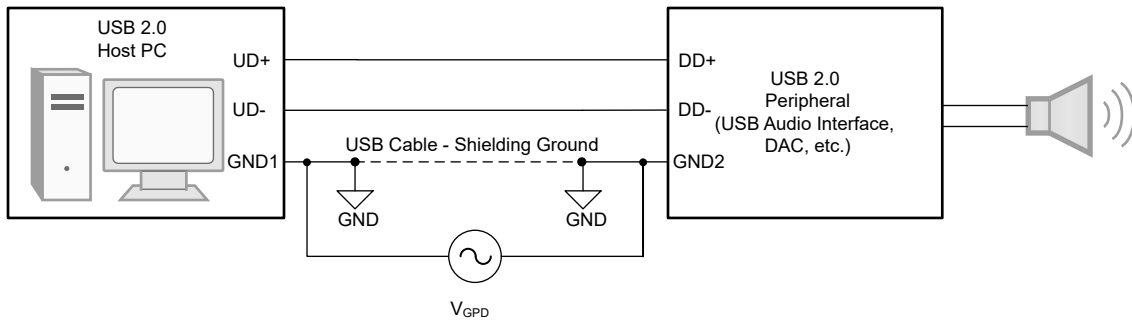 USB 2.0
Host PC
UD+
UD-
GND1
USB Cable - Shielding Ground
GND
GND
VGPD
DD+
DD-
GND2
USB 2.0
Peripheral
(USB Audio Interface,
DAC, etc.)